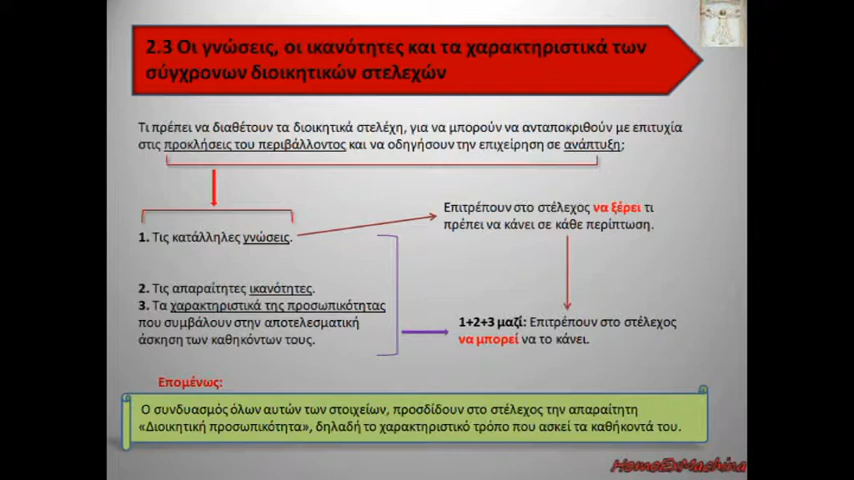 2.3 Οι γνώσεις, οι ικανότητες και τα χαρακτηριστικά των
σύγχρονων διοικητικών στελεχών
Τι πρέπει να διαθέτουν τα διοικητικά στελέχη, για να μπορούν να ανταποκριθούν με επιτυχία
στις προκλήσεις του περιβάλλοντος και να οδηγήσουν την επιχείρηση σε ανάπτυξη;
Επιτρέπουν στο στέλεχος να ξέρει τι
πρέπει να κάνει σε κάθε περίπτωση.
1. Τις κατάλληλες γνώσεις.
2. Τις απαραίτητες ικανότητες.
3. Τα χαρακτηριστικά της προσωπικότητας
που συμβάλουν στην αποτελεσματική
άσκηση των καθηκόντων τους.
1+2+3 μαζί: Επιτρέπουν στο στέλεχος
να μπορεί να το κάνει.
Επομένως:
Ο συνδυασμός όλων αυτών των στοιχείων, προσδίδουν στο στέλεχος την απαραίτητη
«Διοικητική προσωπικότητα», δηλαδή το χαρακτηριστικό τρόπο που ασκεί τα καθήκοντά του.
HomoExMachina